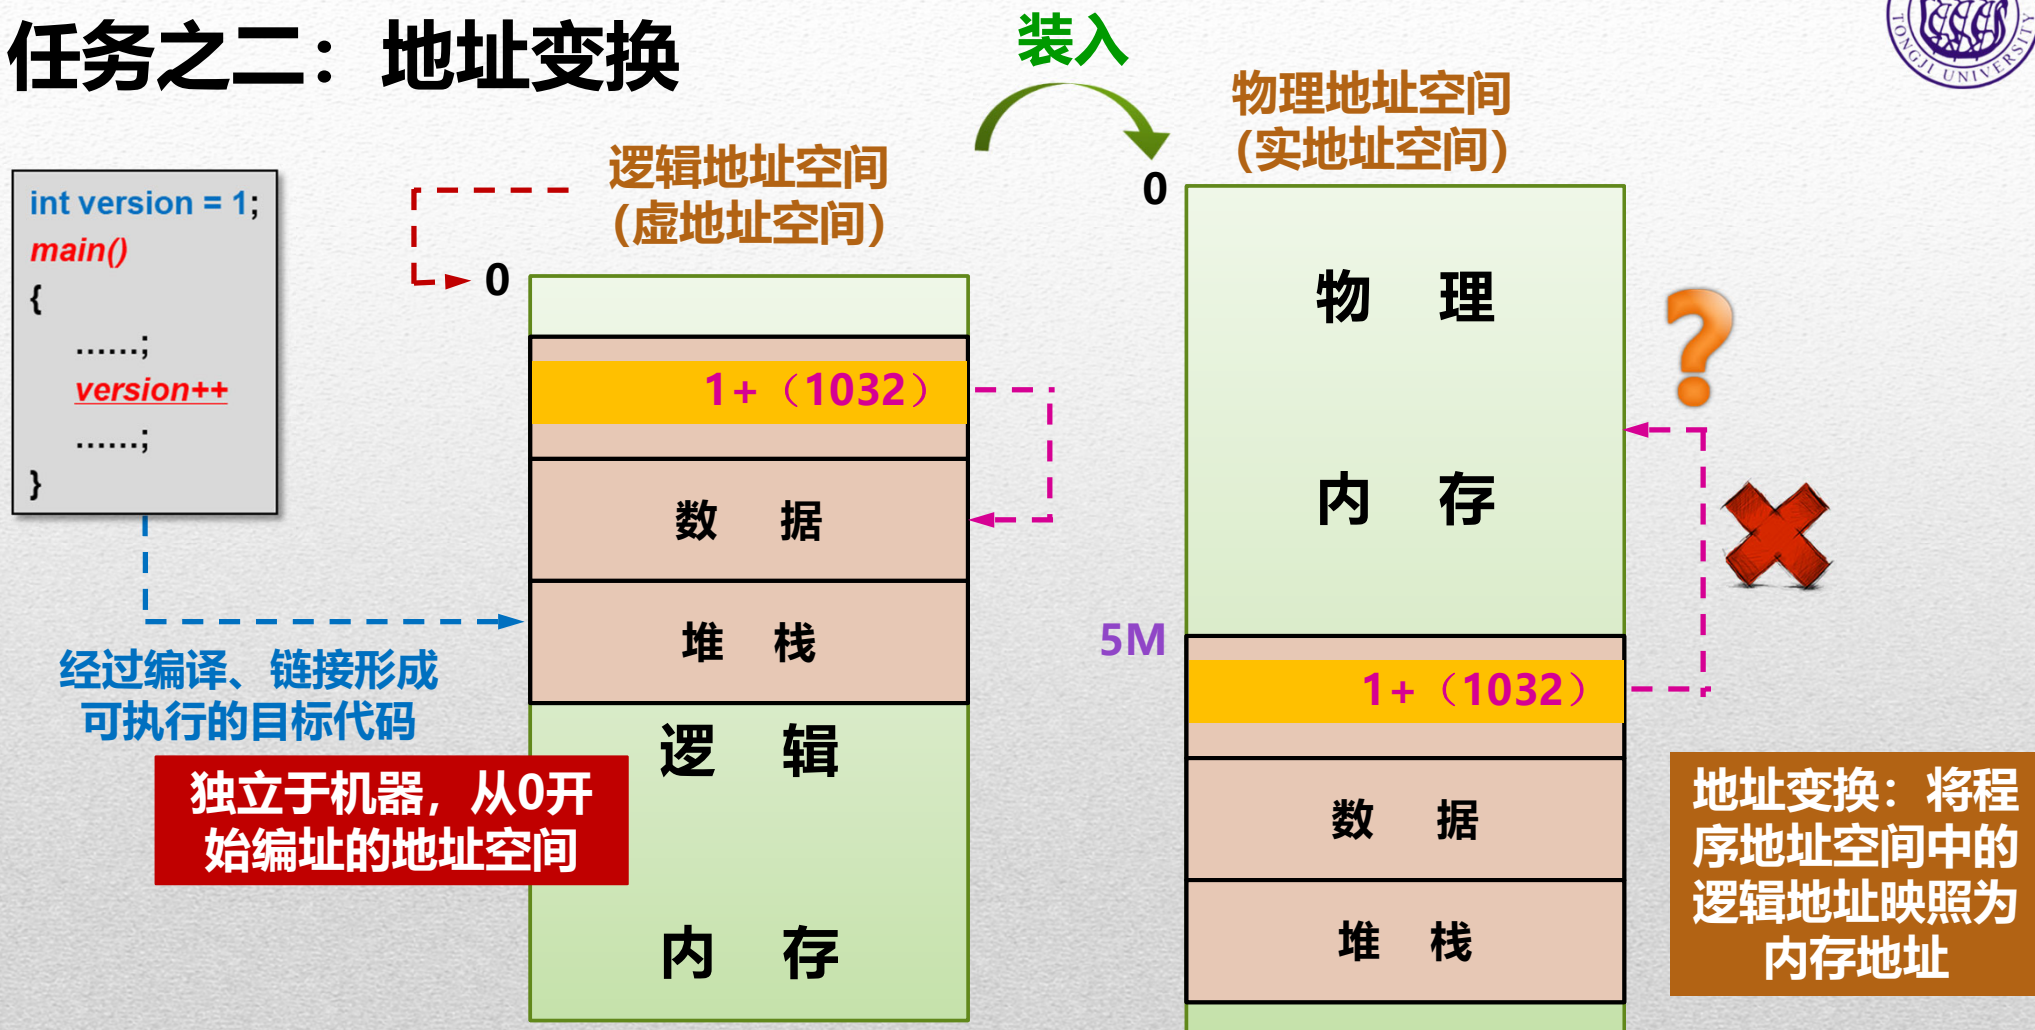 任务之二：地址变换
装入
TONGJI UNIVERSITY
int version = 1;
main()
{
……;
version++
……;
}
经过编译、链接形成
可执行的目标代码
独立于机器，从0开
始编址的地址空间
逻辑地址空间
(虚地址空间)
0
1+（1032）
数 据
堆 栈
逻 辑
内 存
物理地址空间
(实地址空间)
0
物 理
内 存
5M
1+（1032）
数 据
堆 栈
?
地址变换：将程
序地址空间中的
逻辑地址映照为
内存地址